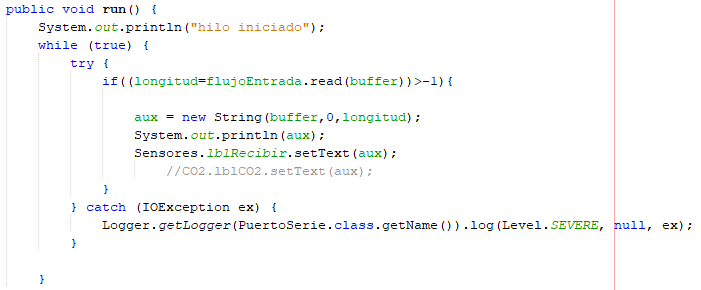 public void run() {
System.out.println("hilo iniciado");
while (true) {
try {
if((longitud=flujoEntrada.read(buffer))>-1){
aux = new String(buffer,0,longitud);
System.out.println(aux);
Sensores.lblRecibir.setText(aux);
//CO2.lblCO2.setText(aux);
}
} catch (IOException ex) {
Logger.getLogger(PuertoSerie.class.getName()).log(Level.SEVERE, null, ex);
}
}